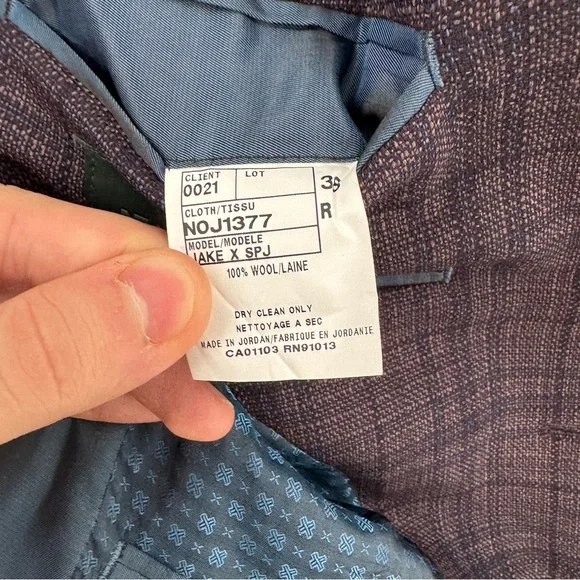 CLIENT LOT
0021
CLOTH/TISSU R
NOJ1377
MODEL/MODELE
JAKE X SPJ
100% WOOL/LAINE
DRY CLEAN ONLY
NETTOYAGE A SEC
MADE IN JORDAN/FABRIQUE EN JORDANIE
CA01103 RN91013